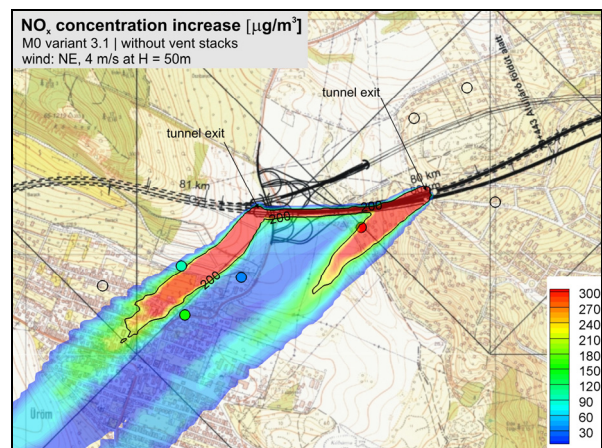 NOx concentration increase [µg/m³]
M0 variant 3.1 | without vent stacks
wind: NE, 4 m/s at H = 50m
tunnel exit
tunnel exit
81 km
80 km
200
200
200
Üröm
300
270
240
210
180
150
120
90
60
30